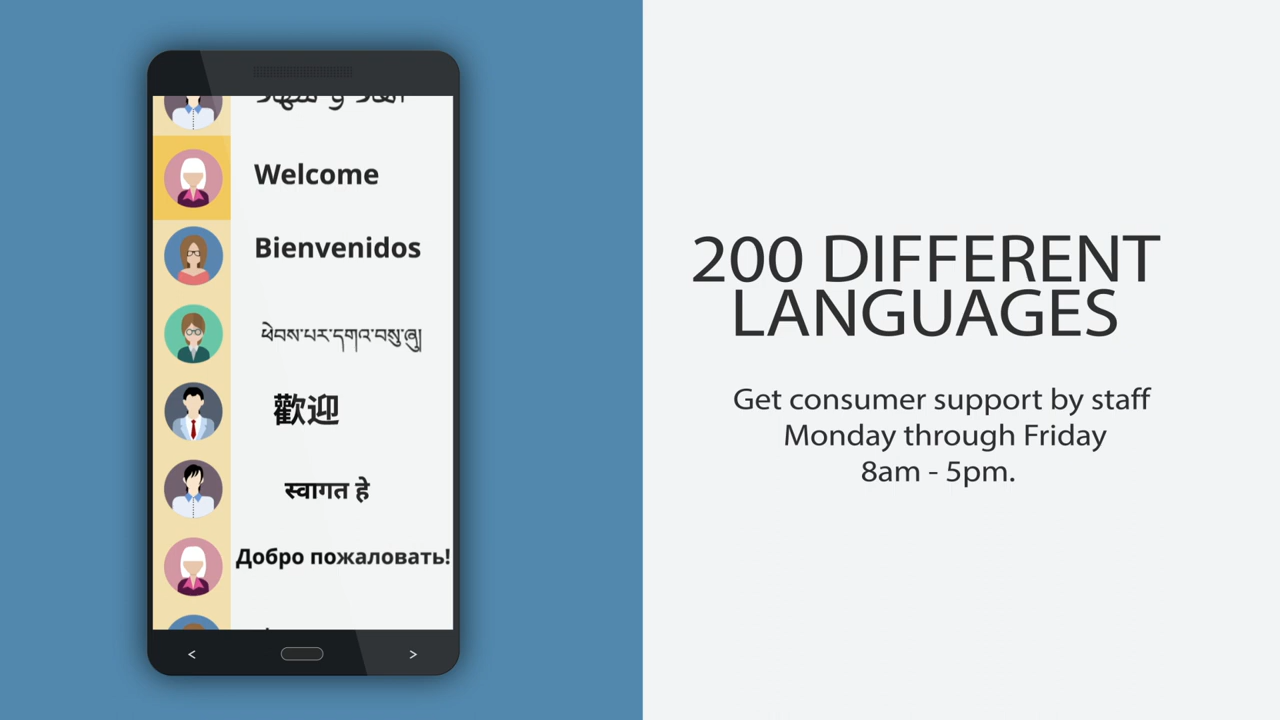 Welcome
Bienvenidos
ཕེབས་པར་དགའ་བསུ་ཞུ།
歡迎
स्वागत हे
Добро пожаловать!
200 DIFFERENT
LANGUAGES
Get consumer support by staff
Monday through Friday
8am - 5pm.